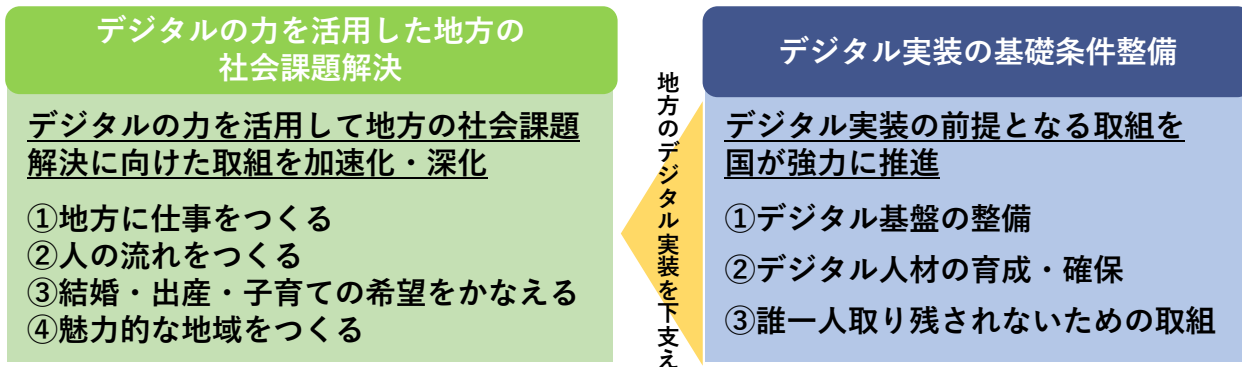 デジタルの力を活用した地方の
社会課題解決
デジタルの力を活用して地方の社会課題
解決に向けた取組を加速化・深化
①地方に仕事をつくる
②人の流れをつくる
③結婚・出産・子育ての希望をかなえる
④魅力的な地域をつくる
地方のデジタル実装を下支え
デジタル実装の基礎条件整備
デジタル実装の前提となる取組を
国が強力に推進
①デジタル基盤の整備
②デジタル人材の育成・確保
③誰一人取り残されないための取組